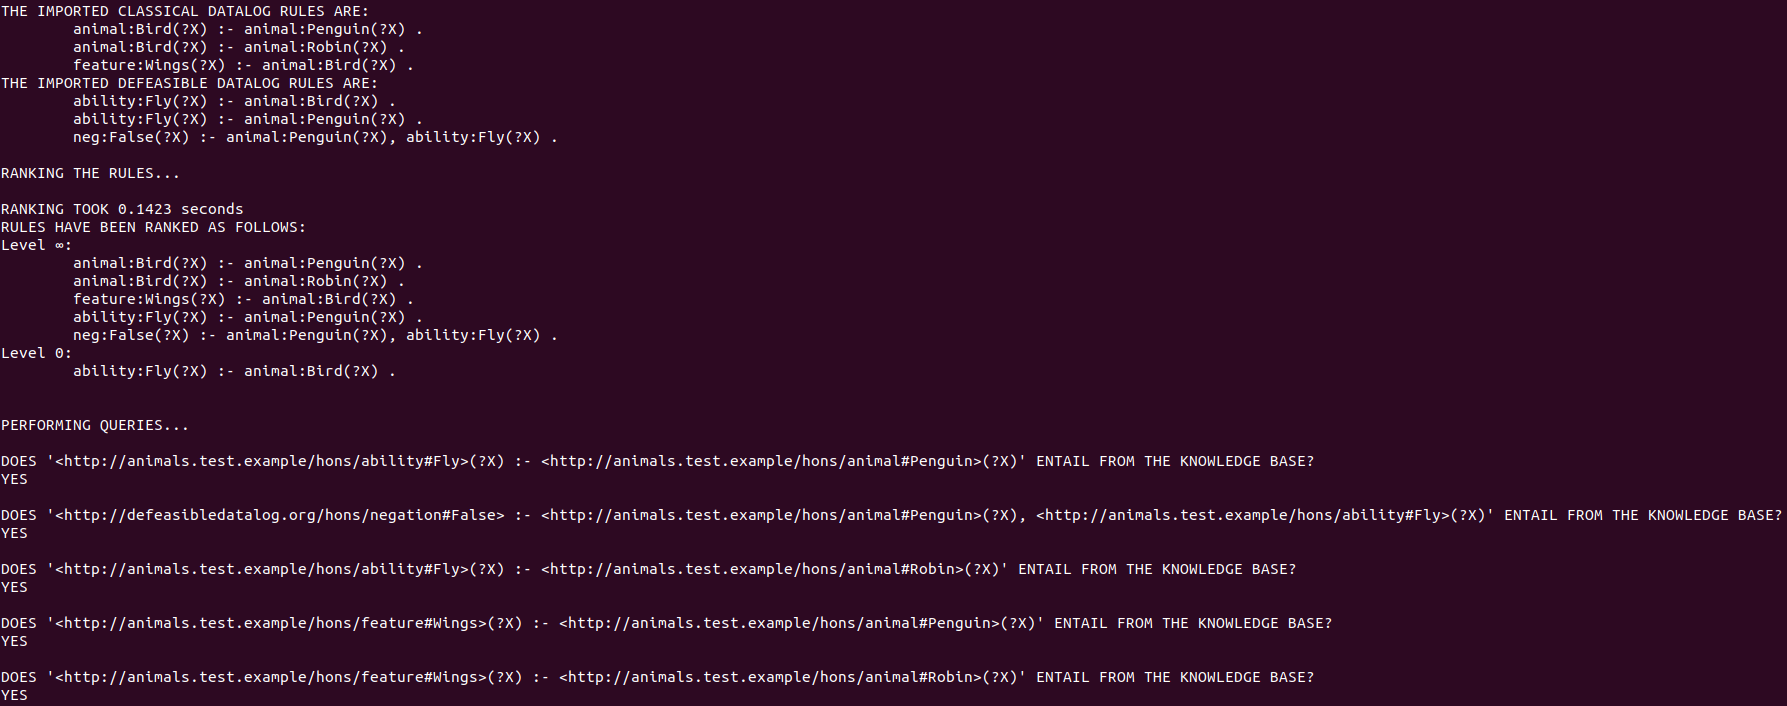 THE IMPORTED CLASSICAL DATALOG RULES ARE:
animal:Bird(?X) :- animal:Penguin(?X) .
animal:Bird(?X) :- animal:Robin(?X) .
feature:Wings(?X) :- animal:Bird(?X) .
THE IMPORTED DEFEASIBLE DATALOG RULES ARE:
ability:Fly(?X) :- animal:Bird(?X) .
ability:Fly(?X) :- animal:Penguin(?X) .
neg:False(?X) :- animal:Penguin(?X), ability:Fly(?X) .
RANKING THE RULES...
RANKING TOOK 0.1423 seconds
RULES HAVE BEEN RANKED AS FOLLOWS:
Level ∞:
animal:Bird(?X) :- animal:Penguin(?X) .
animal:Bird(?X) :- animal:Robin(?X) .
feature:Wings(?X) :- animal:Bird(?X) .
ability:Fly(?X) :- animal:Penguin(?X) .
neg:False(?X) :- animal:Penguin(?X), ability:Fly(?X) .
Level 0:
ability:Fly(?X) :- animal:Bird(?X) .
PERFORMING QUERIES...
DOES '<http://animals.test.example/hons/ability#Fly>(?X) :- <http://animals.test.example/hons/animal#Penguin>(?X)' ENTAIL FROM THE KNOWLEDGE BASE?
YES
DOES '<http://defeasibledatalog.org/hons/negation#False> :- <http://animals.test.example/hons/animal#Penguin>(?X), <http://animals.test.example/hons/ability#Fly>(?X)' ENTAIL FROM THE KNOWLEDGE BASE?
YES
DOES '<http://animals.test.example/hons/ability#Fly>(?X) :- <http://animals.test.example/hons/animal#Robin>(?X)' ENTAIL FROM THE KNOWLEDGE BASE?
YES
DOES '<http://animals.test.example/hons/feature#Wings>(?X) :- <http://animals.test.example/hons/animal#Penguin>(?X)' ENTAIL FROM THE KNOWLEDGE BASE?
YES
DOES '<http://animals.test.example/hons/feature#Wings>(?X) :- <http://animals.test.example/hons/animal#Robin>(?X)' ENTAIL FROM THE KNOWLEDGE BASE?
YES